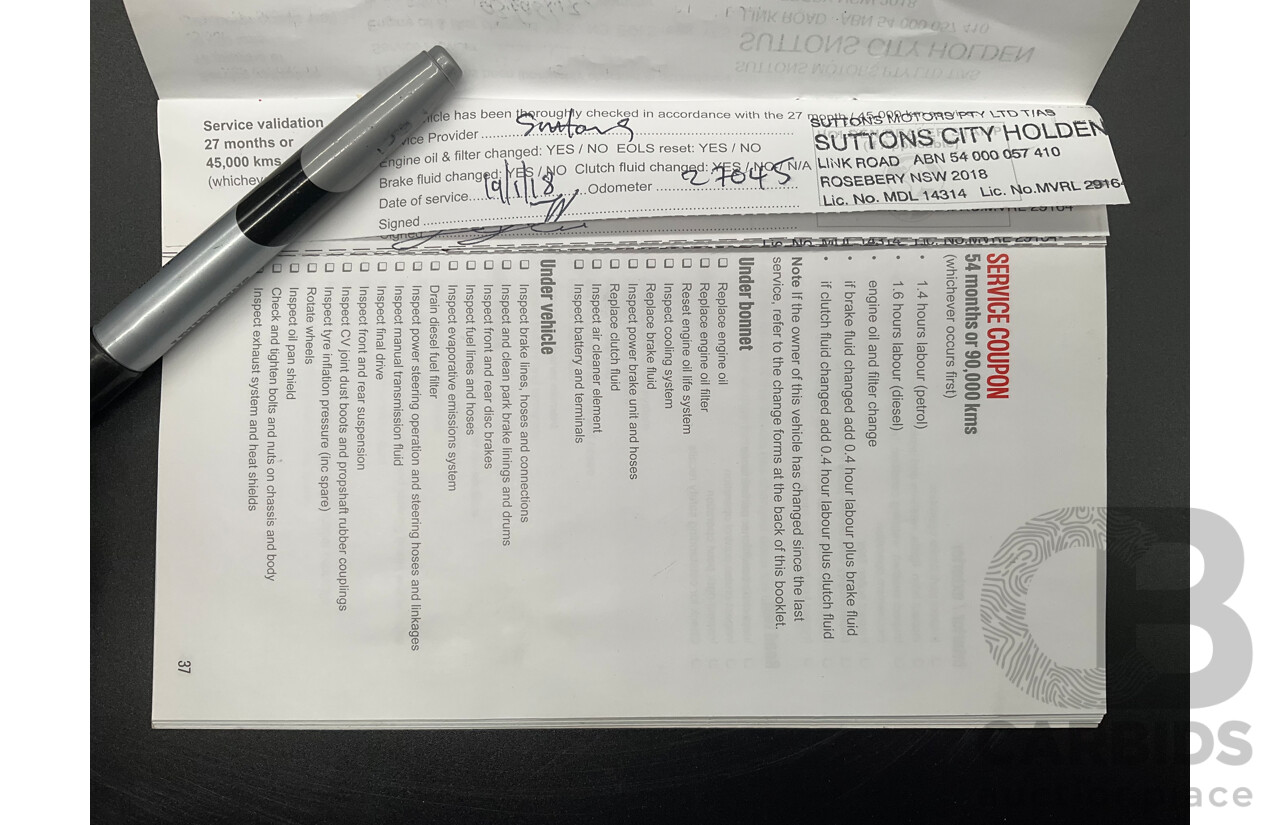 Service validation
27 months or
45,000 kms
(whichev
icle has been thoroughly checked in accordance with the 27 month / 45,000 km
ice Provider Suttons
Engine oil & filter changed: YES / NO EOLS reset: YES / NO
Brake fluid changed: YES / NO Clutch fluid changed: YES / NO / N/A
Date of service 19/1/18 Odometer 27045
Signed
SUTTONS MOTORS PTY LTD T/AS
SUTTONS CITY HOLDEN
LINK ROAD ABN 54 000 057 410
ROSEBERY NSW 2018
Lic. No. MDL 14314 Lic. No.MVRL 29164
SERVICE COUPON
54 months or 90,000 kms
(whichever occurs first)
• 1.4 hours labour (petrol)
• 1.6 hours labour (diesel)
• engine oil and filter change
• if brake fluid changed add 0.4 hour labour plus brake fluid
• if clutch fluid changed add 0.4 hour labour plus clutch fluid
Note If the owner of this vehicle has changed since the last
service, refer to the change forms at the back of this booklet.
Under bonnet
❑ Replace engine oil
❑ Replace engine oil filter
❑ Reset engine oil life system
❑ Inspect cooling system
❑ Replace brake fluid
❑ Inspect power brake unit and hoses
❑ Replace clutch fluid
❑ Inspect air cleaner element
❑ Inspect battery and terminals
Under vehicle
❑ Inspect brake lines, hoses and connections
❑ Inspect and clean park brake linings and drums
❑ Inspect front and rear disc brakes
❑ Inspect fuel lines and hoses
❑ Inspect evaporative emissions system
❑ Drain diesel fuel filter
❑ Inspect power steering operation and steering hoses and linkages
❑ Inspect manual transmission fluid
❑ Inspect final drive
❑ Inspect front and rear suspension
❑ Inspect CV joint dust boots and propshaft rubber couplings
❑ Inspect tyre inflation pressure (inc spare)
❑ Rotate wheels
❑ Inspect oil pan shield
❑ Check and tighten bolts and nuts on chassis and body
❑ Inspect exhaust system and heat shields
37
CB
CARBIDS